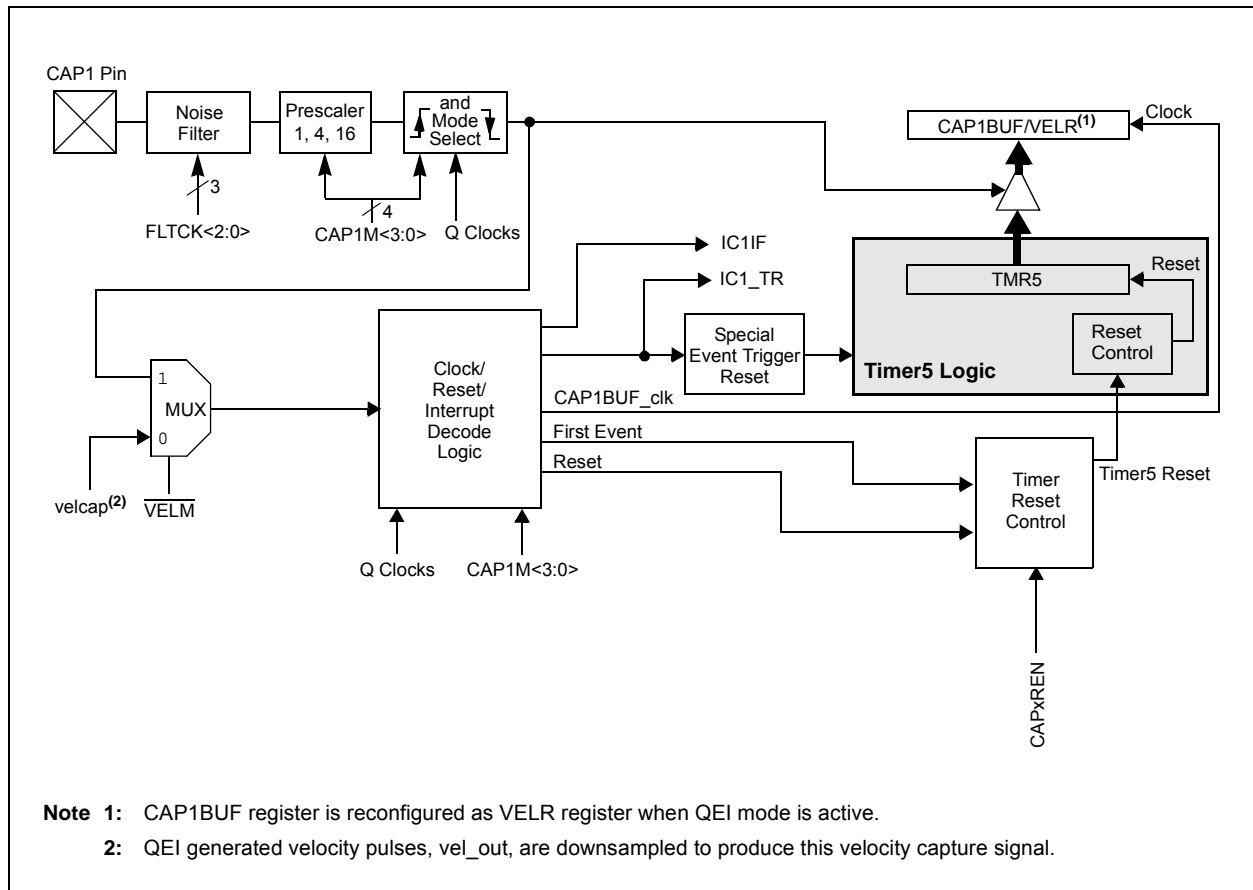 CAP1 Pin
Noise
Filter
Prescaler
1, 4, 16
and
Mode
Select
3
FLTCK<2:0>
4
CAP1M<3:0>
Q Clocks
CAP1BUF/VELR(1)
Clock
IC1IF
IC1_TR
TMR5
Reset
Reset
Control
Timer5 Logic
Special
Event Trigger
Reset
1
MUX
0
velcap(2)
VELM
Clock/
Reset/
Interrupt
Decode
Logic
CAP1BUF_clk
First Event
Reset
Q Clocks
CAP1M<3:0>
Timer
Reset
Control
Timer5 Reset
CAPxREN
Note 1: CAP1BUF register is reconfigured as VELR register when QEI mode is active.
2: QEI generated velocity pulses, vel_out, are downsampled to produce this velocity capture signal.